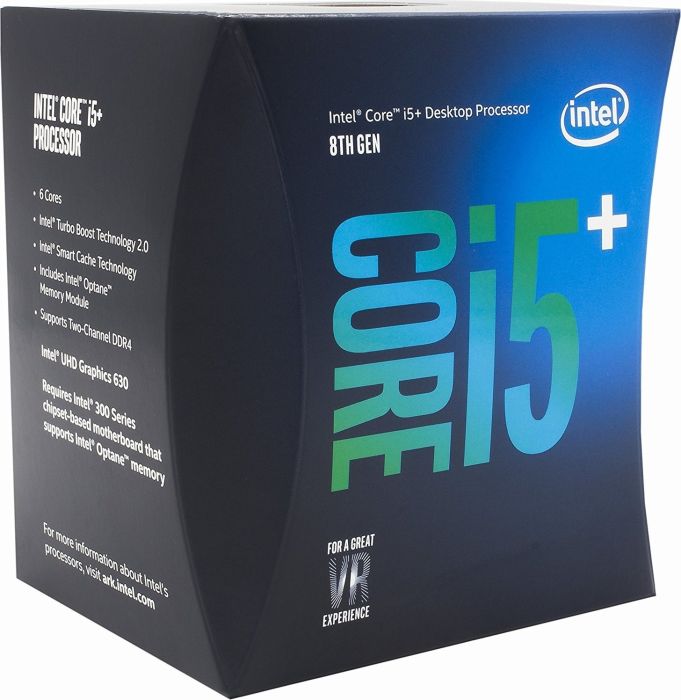 INTEL® CORE™ i5+
PROCESSOR
• 6 Cores
• Intel® Turbo Boost Technology 2.0
• Intel® Smart Cache Technology
• Includes Intel® Optane™
Memory Module
• Supports Two-Channel DDR4
Intel® UHD Graphics 630
Requires Intel® 300 Series
chipset-based motherboard that
supports Intel® Optane™ memory
For more information about Intel's
processors, visit ark.intel.com
Intel® Core™ i5+ Desktop Processor
8TH GEN
intel®
CORE i5+
FOR A GREAT
VR
EXPERIENCE